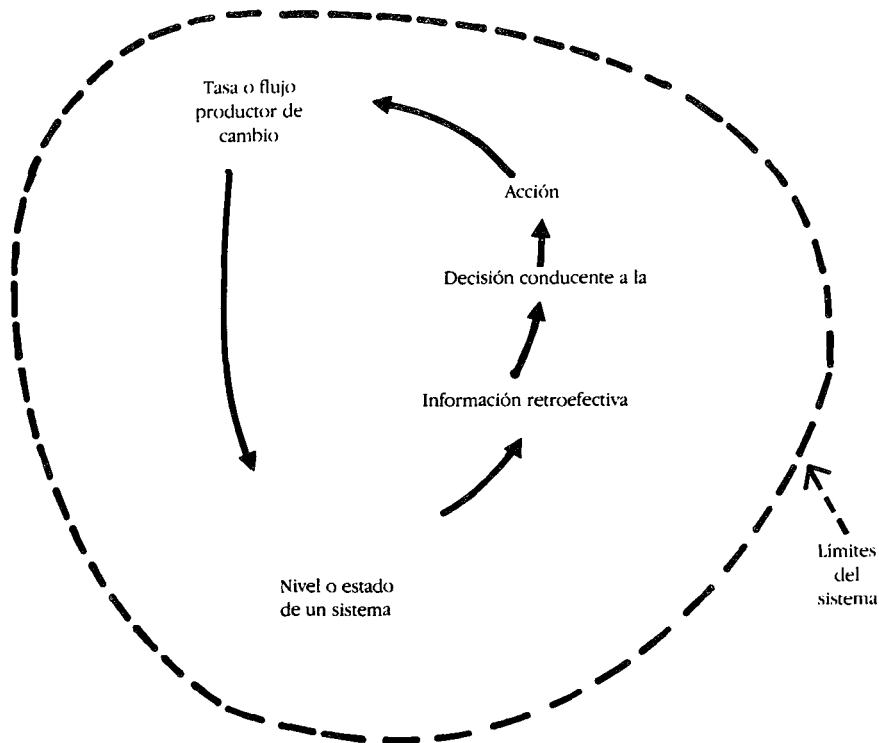 Tasa o flujo
productor de
cambio
Acción
Decisión conducente a la
Información retroefectiva
Nivel o estado
de un sistema
Límites
del
sistema